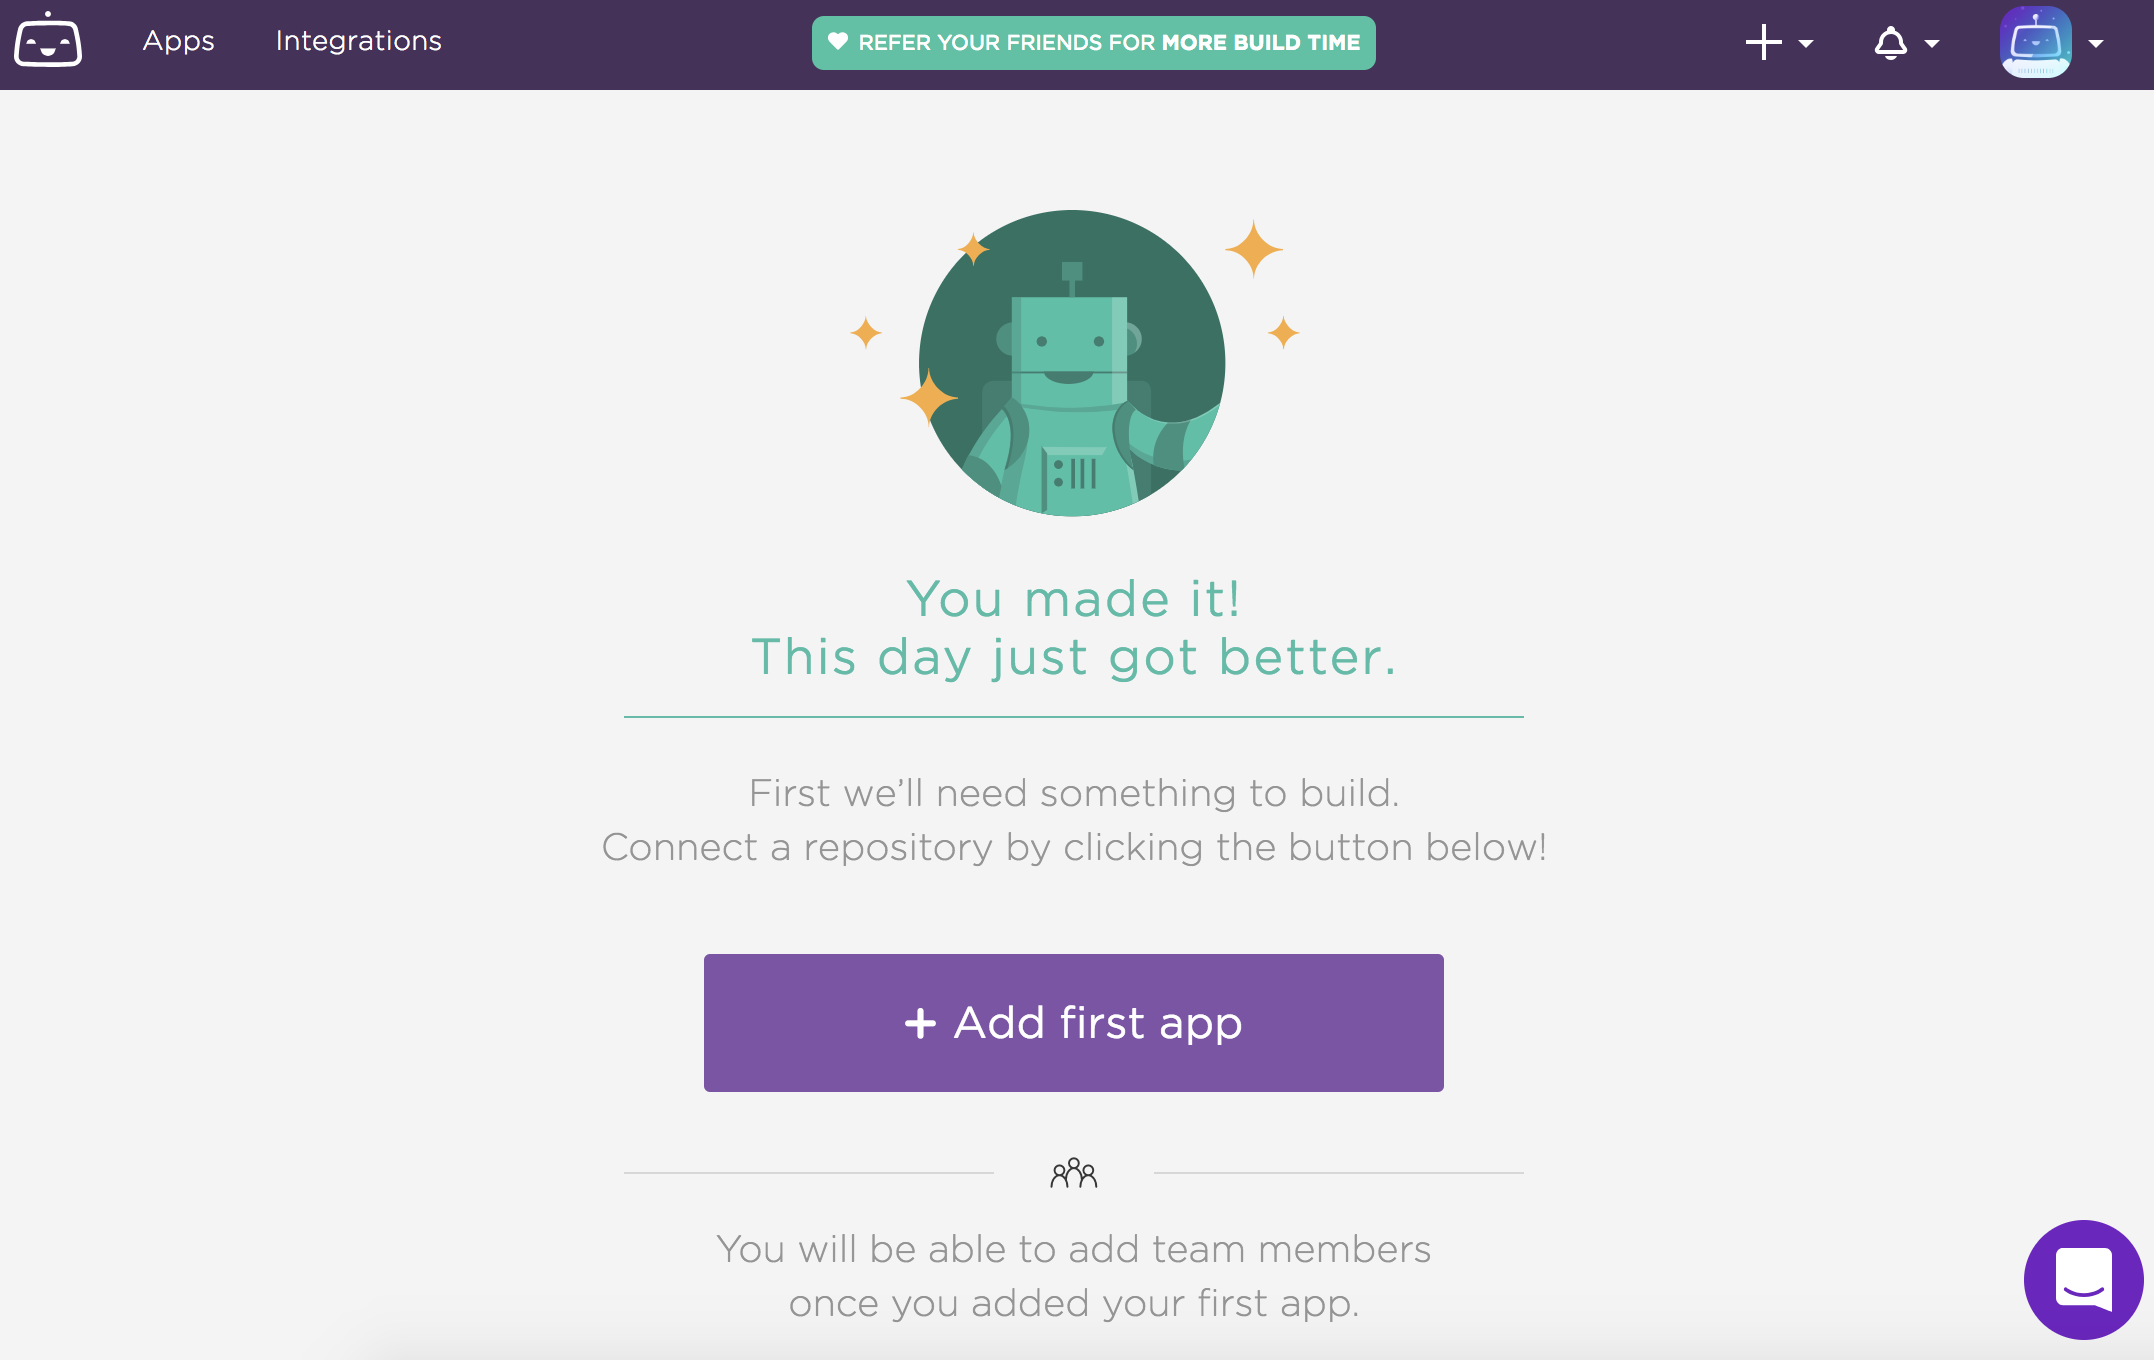 Apps
Integrations
REFER YOUR FRIENDS FOR MORE BUILD TIME
You made it!
This day just got better.
First we’ll need something to build.
Connect a repository by clicking the button below!
+ Add first app
You will be able to add team members
once you added your first app.